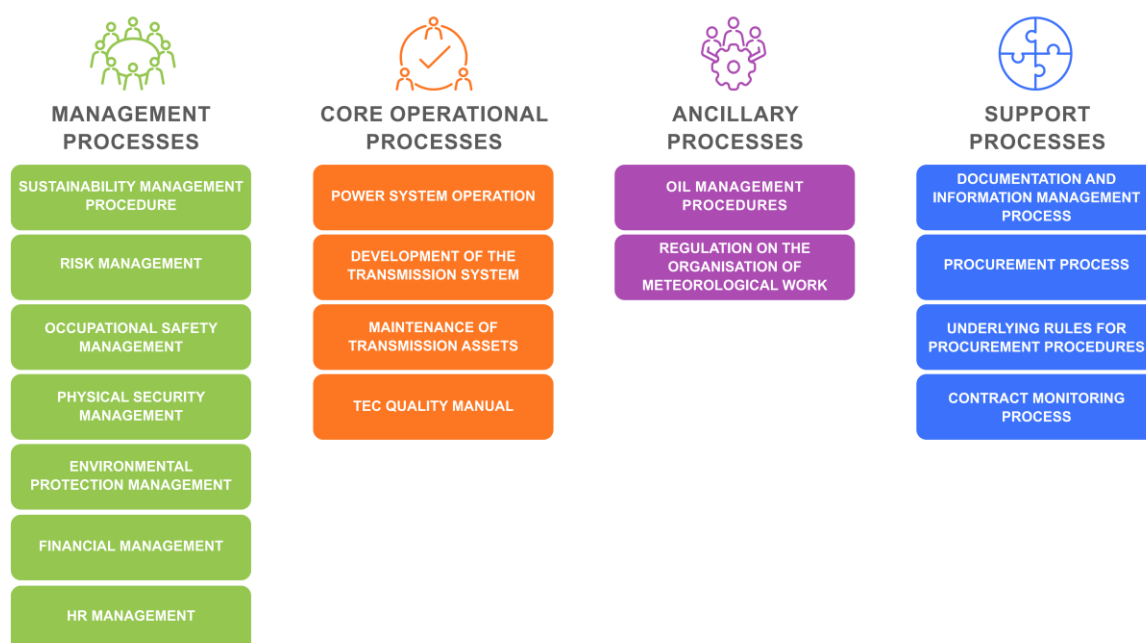 MANAGEMENT
PROCESSES
SUSTAINABILITY MANAGEMENT
PROCEDURE
RISK MANAGEMENT
OCCUPATIONAL SAFETY
MANAGEMENT
PHYSICAL SECURITY
MANAGEMENT
ENVIRONMENTAL
PROTECTION MANAGEMENT
FINANCIAL MANAGEMENT
HR MANAGEMENT
CORE OPERATIONAL
PROCESSES
POWER SYSTEM OPERATION
DEVELOPMENT OF THE
TRANSMISSION SYSTEM
MAINTENANCE OF
TRANSMISSION ASSETS
TEC QUALITY MANUAL
ANCILLARY
PROCESSES
OIL MANAGEMENT
PROCEDURES
REGULATION ON THE
ORGANISATION OF
METEOROLOGICAL WORK
SUPPORT
PROCESSES
DOCUMENTATION AND
INFORMATION MANAGEMENT
PROCESS
PROCUREMENT PROCESS
UNDERLYING RULES FOR
PROCUREMENT PROCEDURES
CONTRACT MONITORING
PROCESS